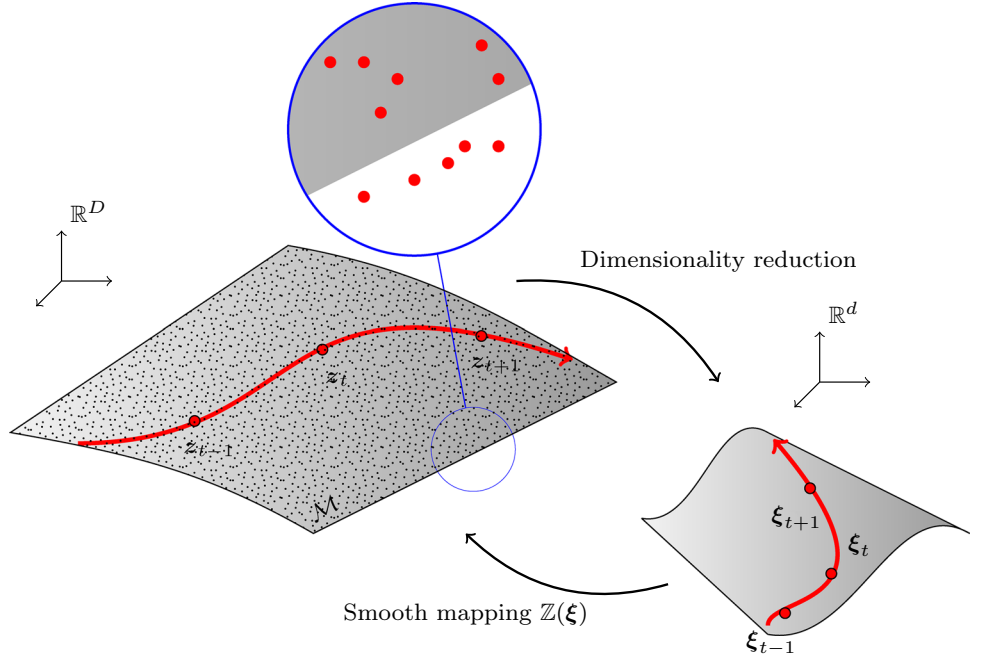 ℝ^D
Dimensionality reduction
ℝ^d
z_{t+1}
z_t
z_{t−1}
ℳ
ξ_{t+1}
ξ_t
Smooth mapping ℤ(ξ)
ξ_{t−1}